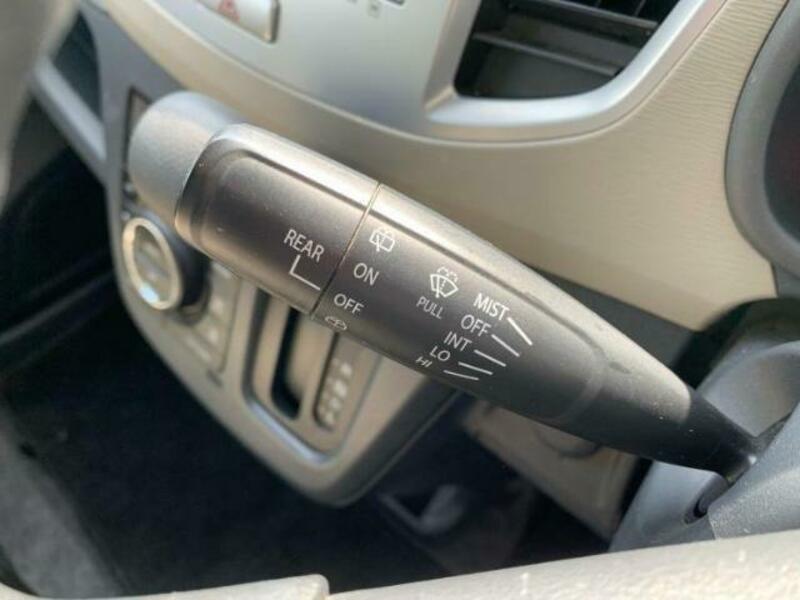 REAR
ON
OFF
PULL
MIST
OFF
INT
LO
HI